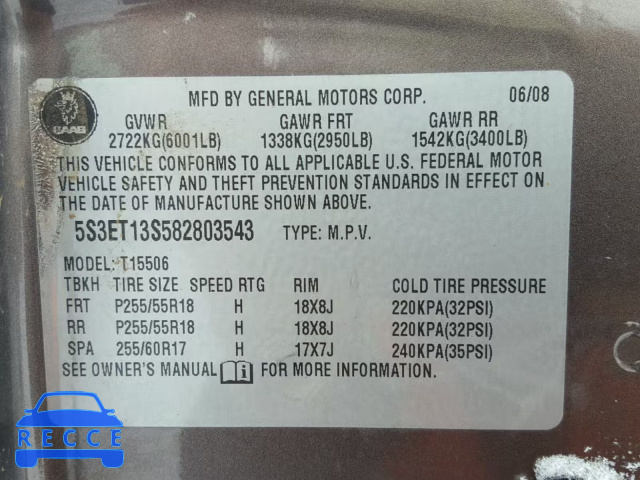 SAAB
MFD BY GENERAL MOTORS CORP. 06/08
GVWR GAWR FRT GAWR RR
2722KG(6001LB) 1338KG(2950LB) 1542KG(3400LB)
THIS VEHICLE CONFORMS TO ALL APPLICABLE U.S. FEDERAL MOTOR
VEHICLE SAFETY AND THEFT PREVENTION STANDARDS IN EFFECT ON
THE DATE OF MANUFACTURE SHOWN ABOVE.
5S3ET13S582803543 TYPE: M.P.V.
MODEL: T15506
TBKH TIRE SIZE SPEED RTG RIM COLD TIRE PRESSURE
FRT P255/55R18 H 18X8J 220KPA(32PSI)
RR P255/55R18 H 18X8J 220KPA(32PSI)
SPA 255/60R17 H 17X7J 240KPA(35PSI)
SEE OWNER'S MANUAL FOR MORE INFORMATION.
IDBTRUE.COM